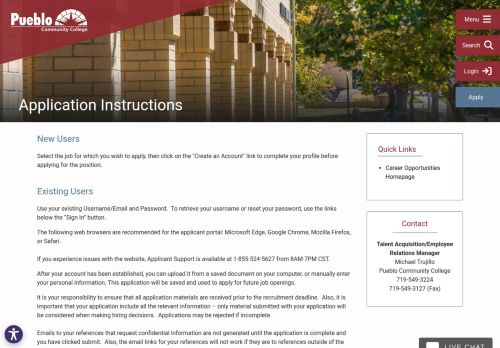 Pueblo
Community College
Menu
Search
Login
Apply
Application Instructions
New Users
Select the job for which you wish to apply, then click on the "Create an Account" link to complete your profile before
applying for the position.
Existing Users
Use your existing Username/Email and Password. To retrieve your username or reset your password, use the links
below the "Sign In" button.
The following web browsers are recommended for the applicant portal: Microsoft Edge, Google Chrome, Mozilla Firefox,
or Safari.
If you experience issues with the website, Applicant Support is available at 1-855-524-5627 from 8AM-7PM CST.
After your account has been established, you can upload it from a saved document on your computer, or manually enter
your personal information. This application will be saved and used to apply for future job openings.
It is your responsibility to ensure that all application materials are received prior to the recruitment deadline. Also, it is
important that your application include all the relevant information – only material submitted with your application will
be considered when making hiring decisions. Applications may be rejected if incomplete.
Emails to your references that request confidential information are not generated until the application is complete and
you have clicked submit. Also, the email links for your references will not work if they are to references outside of the
Quick Links
Career Opportunities
Homepage
Contact
Talent Acquisition/Employee
Relations Manager
Michael Trujillo
Pueblo Community College
719-549-3224
719-549-3127 (Fax)
LIVE CHAT